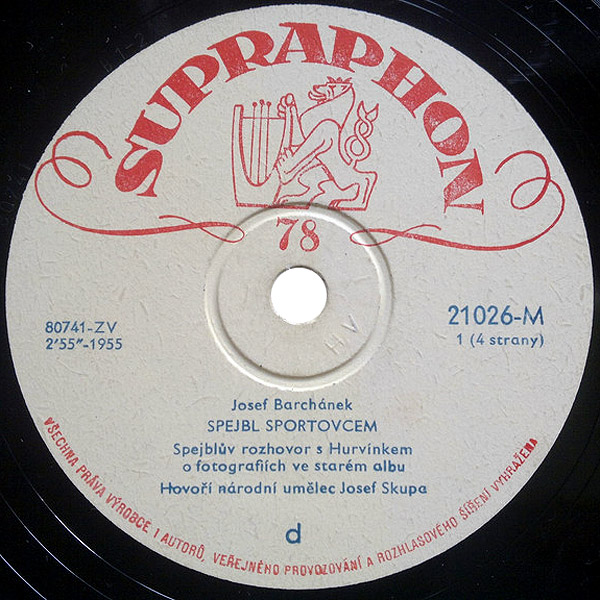 SUPRAPHON
78
80741-ZV
2'55"-1955
21026-M
1 (4 strany)
H V
Josef Barchánek
SPEJBL SPORTOVCEM
Spejblův rozhovor s Hurvínkem
o fotografiích ve starém albu
Hovoří národní umělec Josef Skupa
d
VŠECHNA PRÁVA VÝROBCE I AUTORŮ, VEŘEJNÉHO PROVOZOVÁNÍ A ROZHLASOVÉHO ŠÍŘENÍ VYHRAŽENA